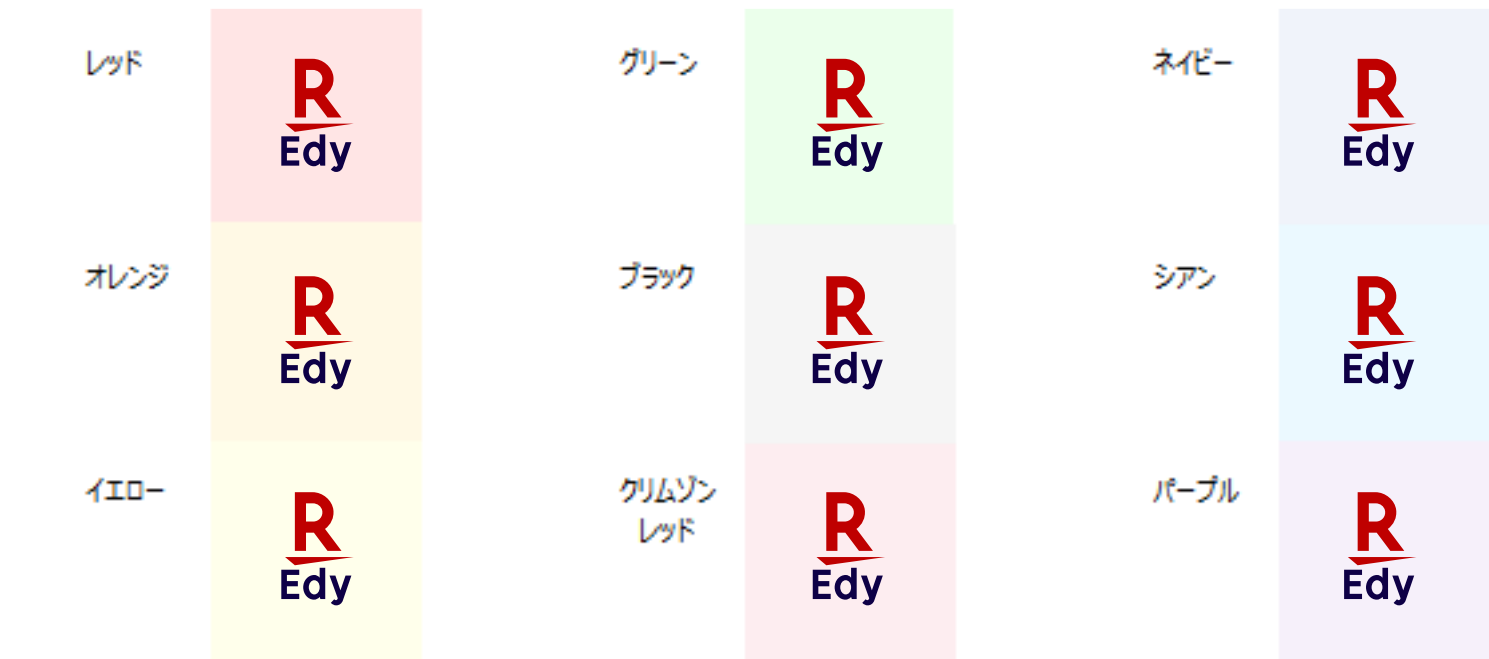 レッド
R
Edy
グリーン
R
Edy
ネイビー
R
Edy
オレンジ
R
Edy
ブラック
R
Edy
シアン
R
Edy
イエロー
R
Edy
クリムゾン
レッド
R
Edy
パープル
R
Edy